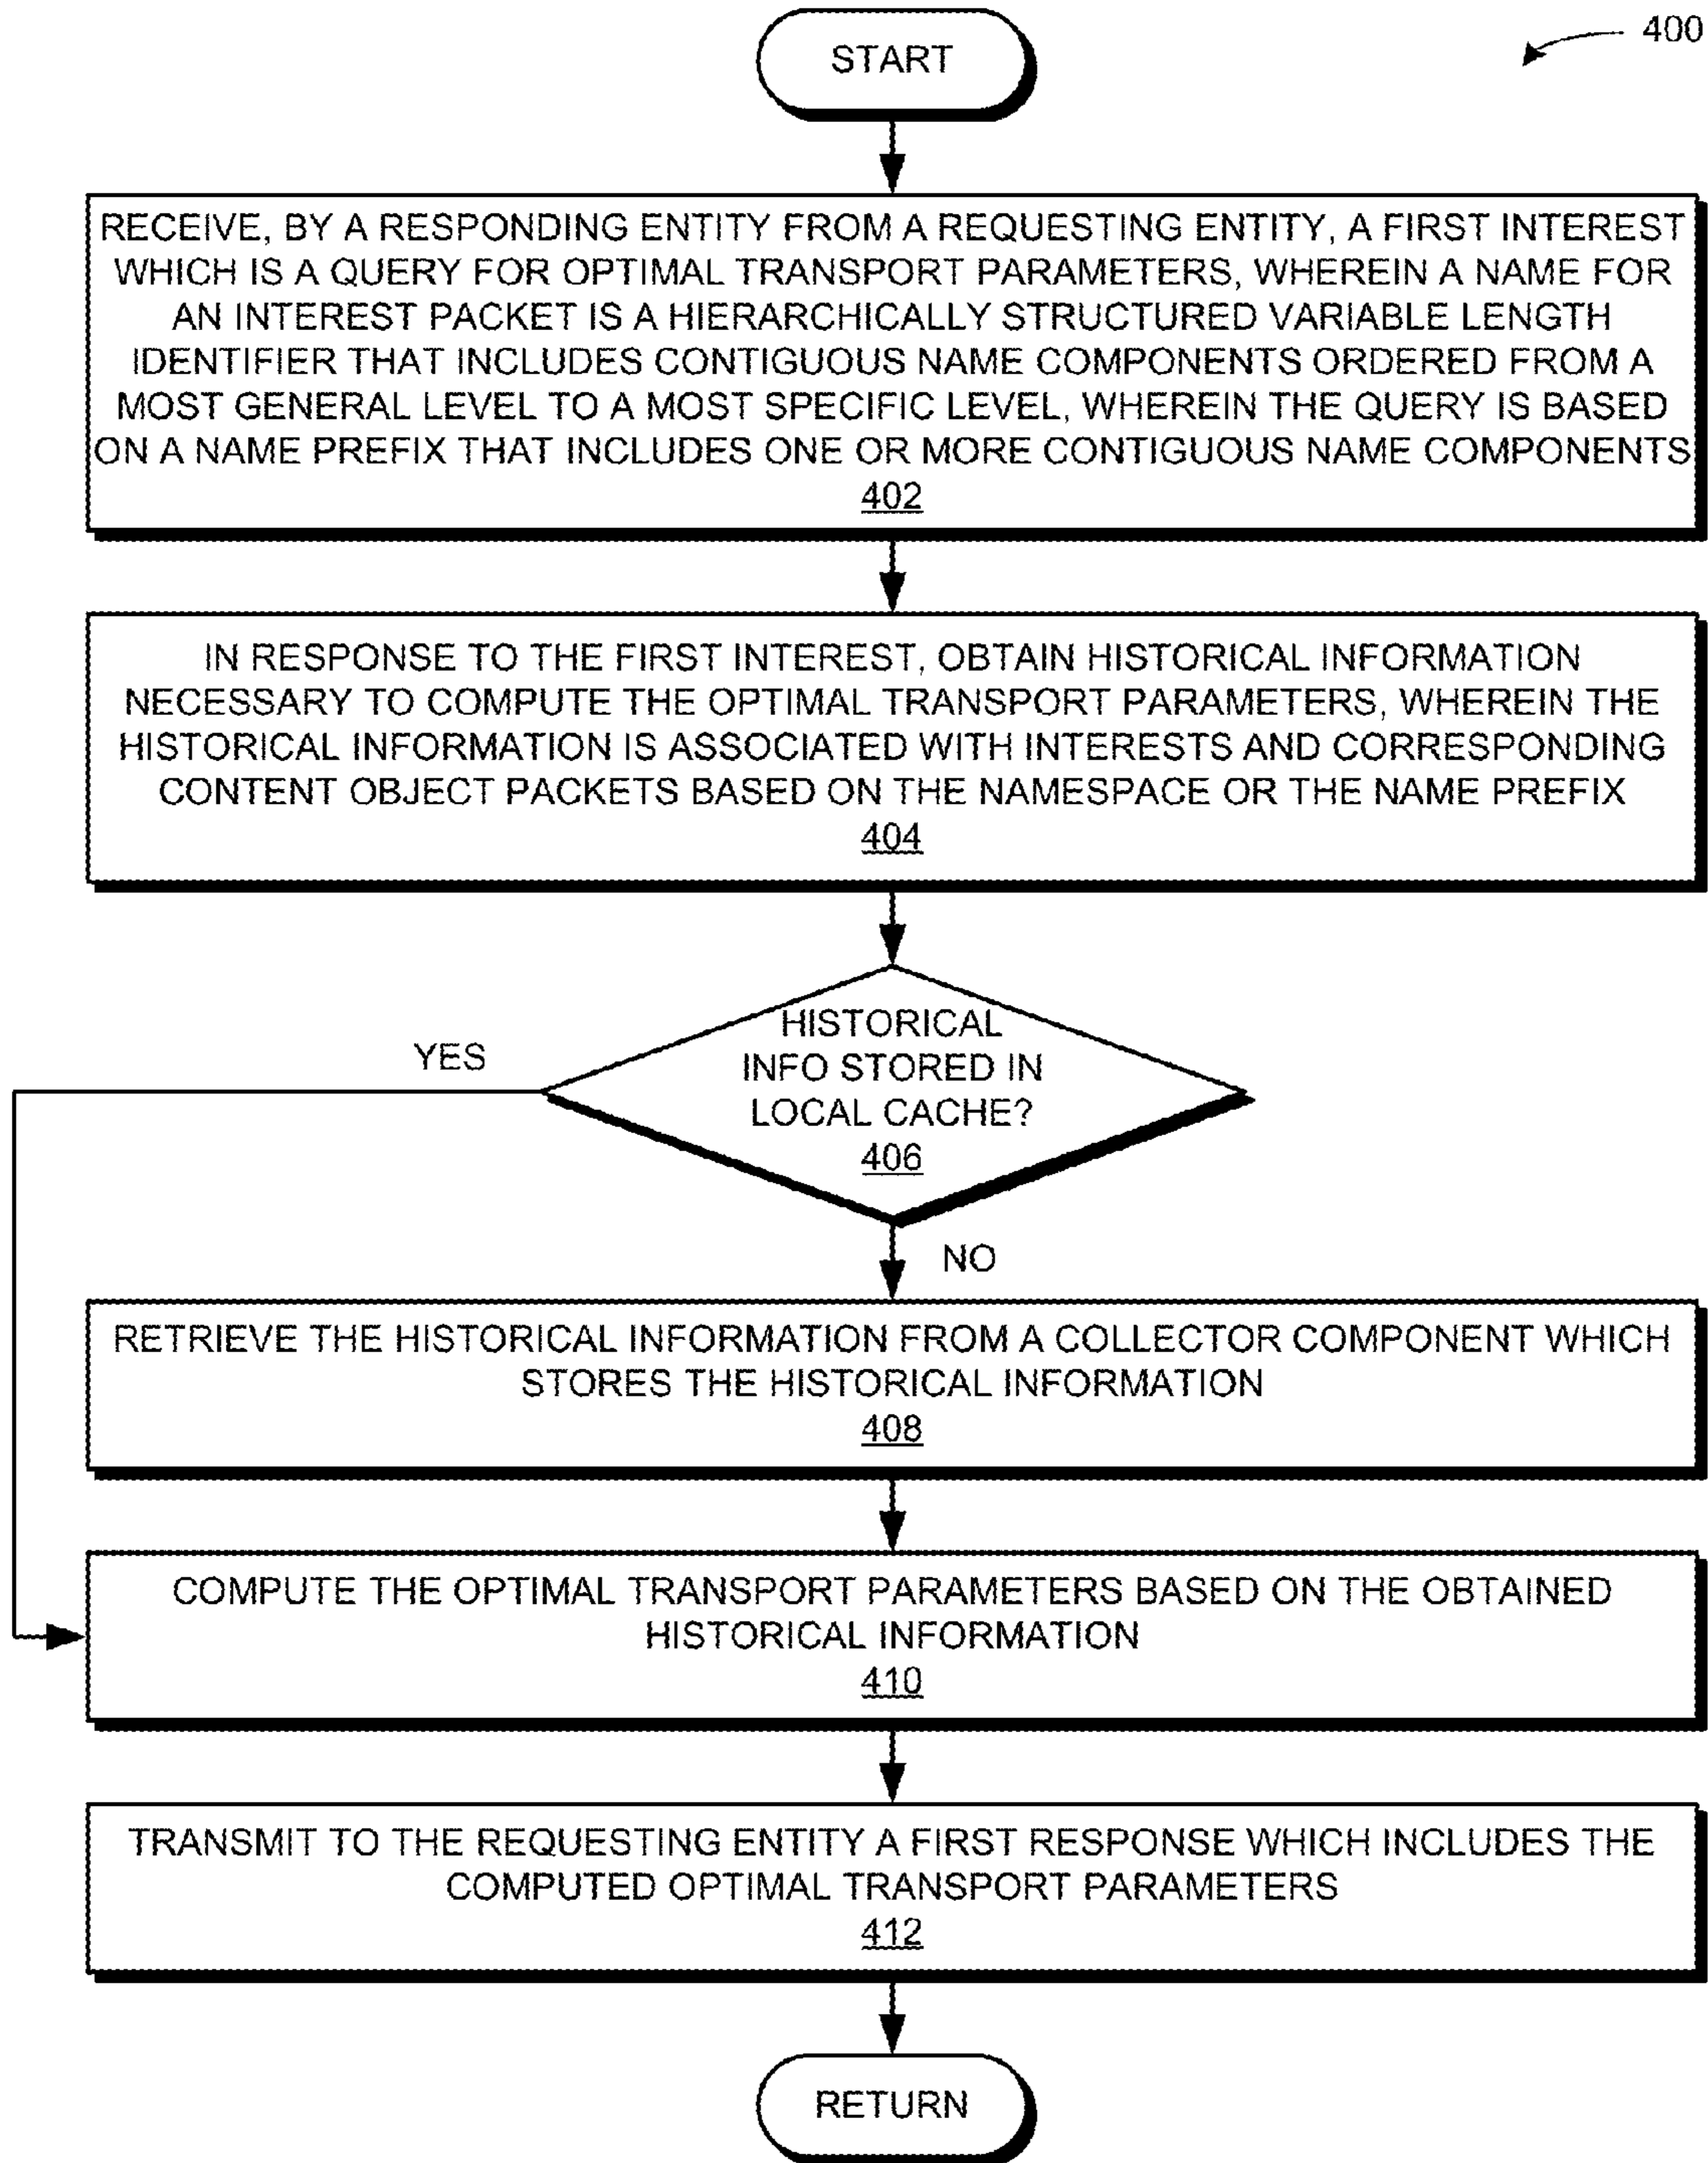 START
400
RECEIVE, BY A RESPONDING ENTITY FROM A REQUESTING ENTITY, A FIRST INTEREST
WHICH IS A QUERY FOR OPTIMAL TRANSPORT PARAMETERS, WHEREIN A NAME FOR
AN INTEREST PACKET IS A HIERARCHICALLY STRUCTURED VARIABLE LENGTH
IDENTIFIER THAT INCLUDES CONTIGUOUS NAME COMPONENTS ORDERED FROM A
MOST GENERAL LEVEL TO A MOST SPECIFIC LEVEL, WHEREIN THE QUERY IS BASED
ON A NAME PREFIX THAT INCLUDES ONE OR MORE CONTIGUOUS NAME COMPONENTS
402
IN RESPONSE TO THE FIRST INTEREST, OBTAIN HISTORICAL INFORMATION
NECESSARY TO COMPUTE THE OPTIMAL TRANSPORT PARAMETERS, WHEREIN THE
HISTORICAL INFORMATION IS ASSOCIATED WITH INTERESTS AND CORRESPONDING
CONTENT OBJECT PACKETS BASED ON THE NAMESPACE OR THE NAME PREFIX
404
HISTORICAL
INFO STORED IN
LOCAL CACHE?
406
YES
NO
RETRIEVE THE HISTORICAL INFORMATION FROM A COLLECTOR COMPONENT WHICH
STORES THE HISTORICAL INFORMATION
408
COMPUTE THE OPTIMAL TRANSPORT PARAMETERS BASED ON THE OBTAINED
HISTORICAL INFORMATION
410
TRANSMIT TO THE REQUESTING ENTITY A FIRST RESPONSE WHICH INCLUDES THE
COMPUTED OPTIMAL TRANSPORT PARAMETERS
412
RETURN